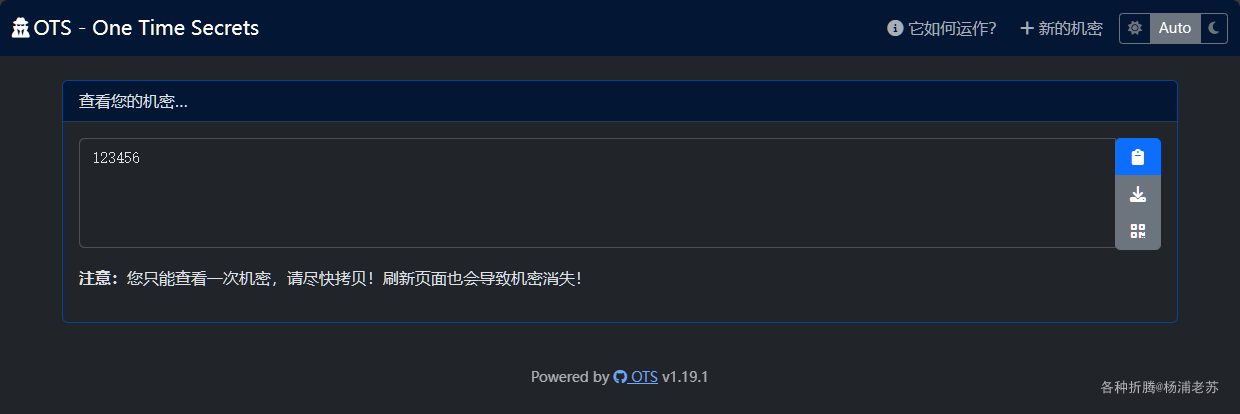 OTS - One Time Secrets
它如何运作？
新的机密
Auto
查看您的机密...
123456
注意：您只能查看一次机密，请尽快拷贝！刷新页面也会导致机密消失！
Powered by OTS v1.19.1
各种折腾@杨浦老苏